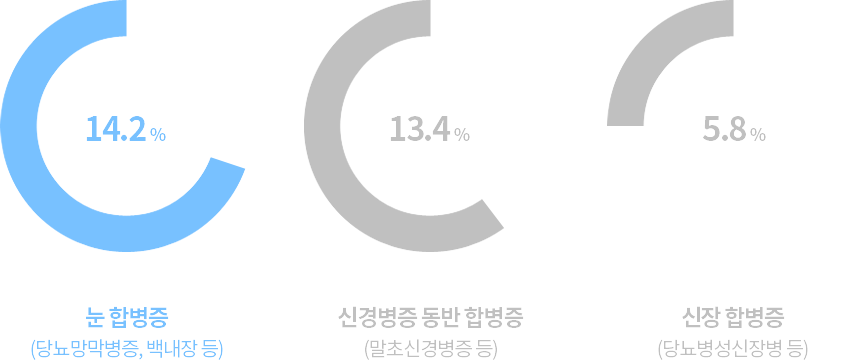 14.2 %
13.4 %
5.8 %
눈 합병증
(당뇨망막병증, 백내장 등)
신경병증 동반 합병증
(말초신경병증 등)
신장 합병증
(당뇨병성신장병 등)